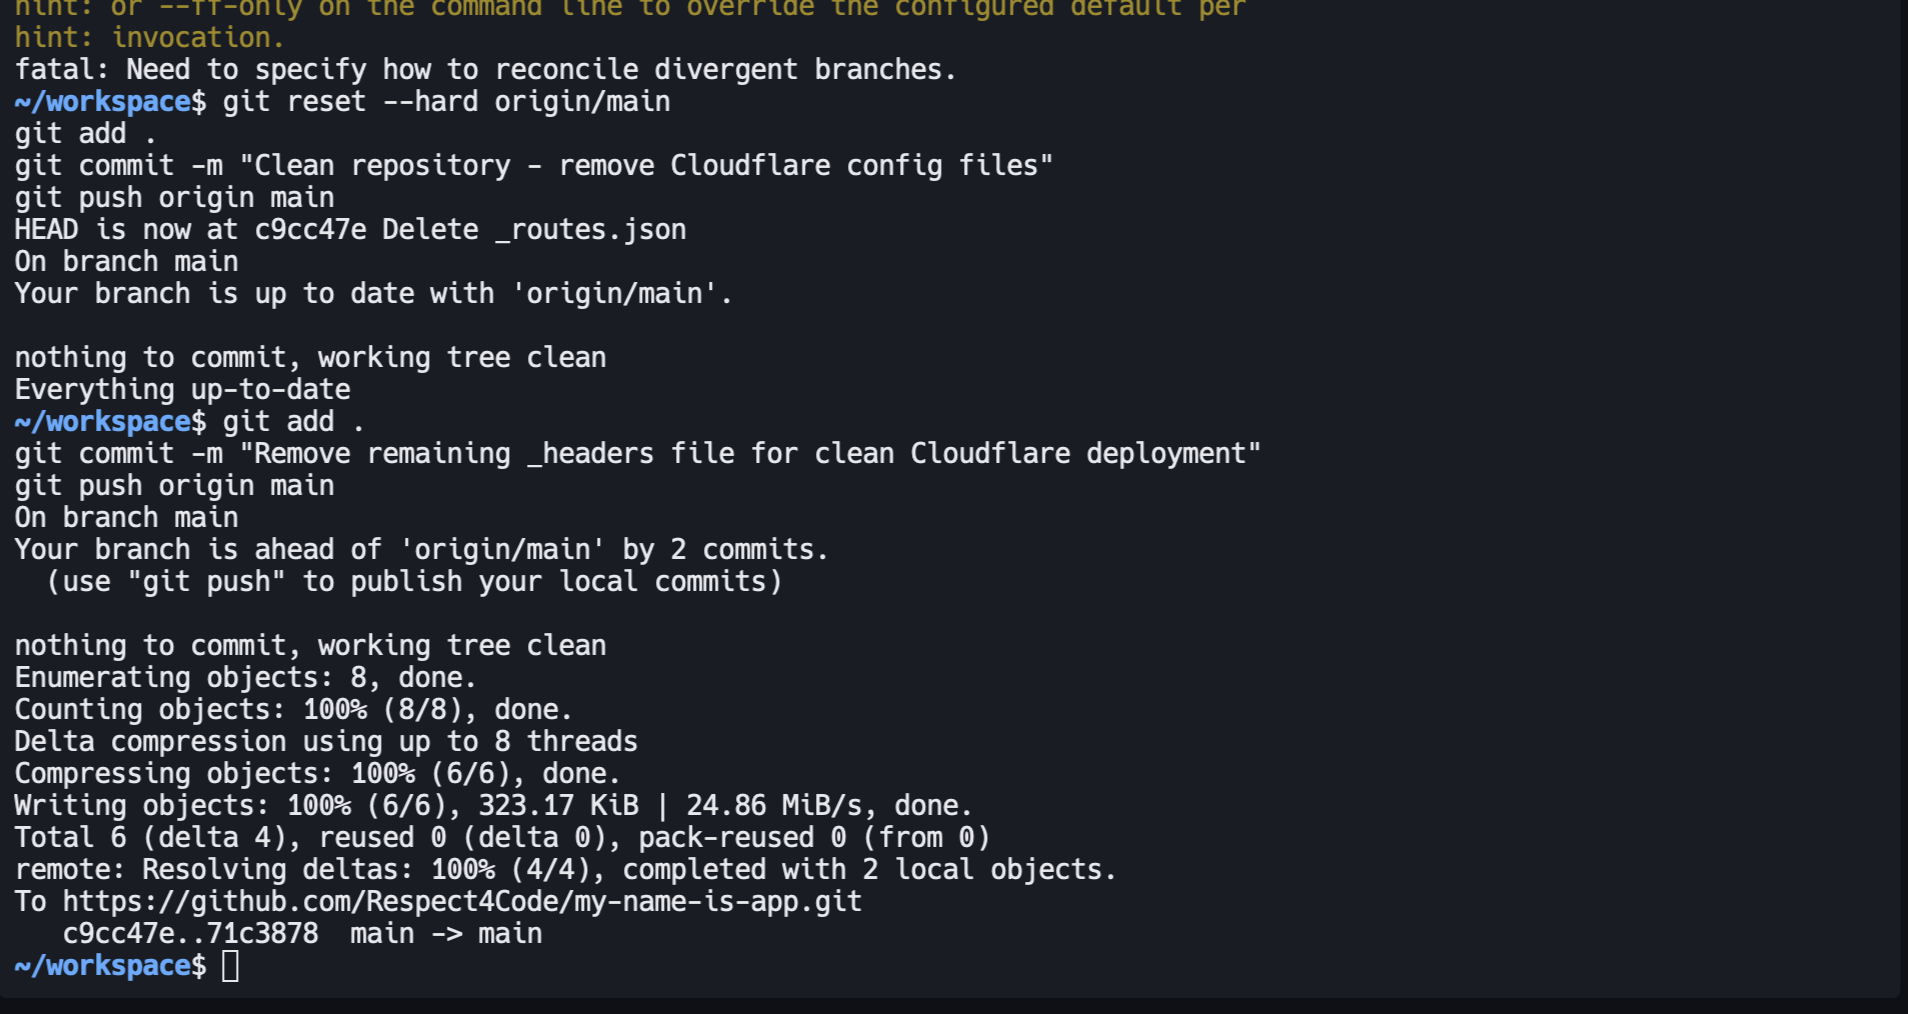 hint: or --ff-only on the command line to override the configured default per
hint: invocation.
fatal: Need to specify how to reconcile divergent branches.
~/workspace$ git reset --hard origin/main
git add .
git commit -m "Clean repository - remove Cloudflare config files"
git push origin main
HEAD is now at c9cc47e Delete _routes.json
On branch main
Your branch is up to date with 'origin/main'.

nothing to commit, working tree clean
Everything up-to-date
~/workspace$ git add .
git commit -m "Remove remaining _headers file for clean Cloudflare deployment"
git push origin main
On branch main
Your branch is ahead of 'origin/main' by 2 commits.
  (use "git push" to publish your local commits)

nothing to commit, working tree clean
Enumerating objects: 8, done.
Counting objects: 100% (8/8), done.
Delta compression using up to 8 threads
Compressing objects: 100% (6/6), done.
Writing objects: 100% (6/6), 323.17 KiB | 24.86 MiB/s, done.
Total 6 (delta 4), reused 0 (delta 0), pack-reused 0 (from 0)
remote: Resolving deltas: 100% (4/4), completed with 2 local objects.
To https://github.com/Respect4Code/my-name-is-app.git
   c9cc47e..71c3878  main -> main
~/workspace$